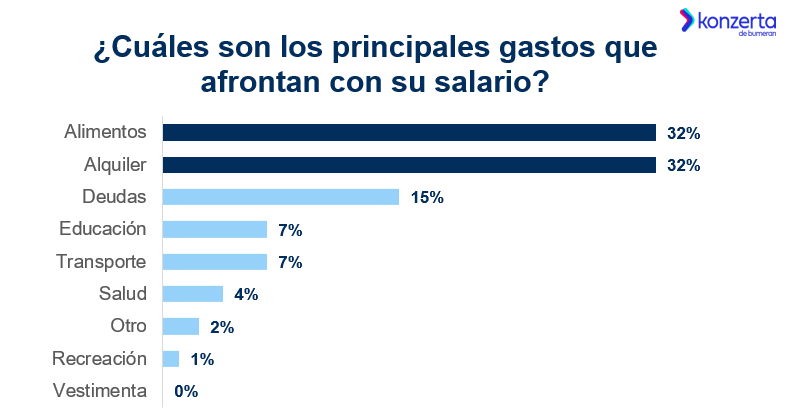 konzerta
de bumeran
¿Cuáles son los principales gastos que
afrontan con su salario?
Alimentos 32%
Alquiler 32%
Deudas 15%
Educación 7%
Transporte 7%
Salud 4%
Otro 2%
Recreación 1%
Vestimenta 0%